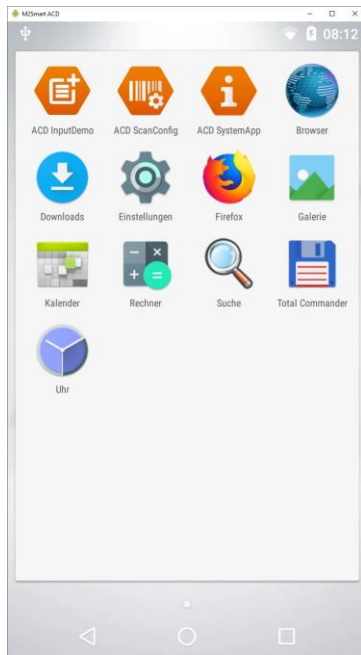 M2Smart ACD
08:12
ACD InputDemo ACD ScanConfig ACD SystemApp Browser
Downloads Einstellungen Firefox Galerie
Kalender Rechner Suche Total Commander
Uhr